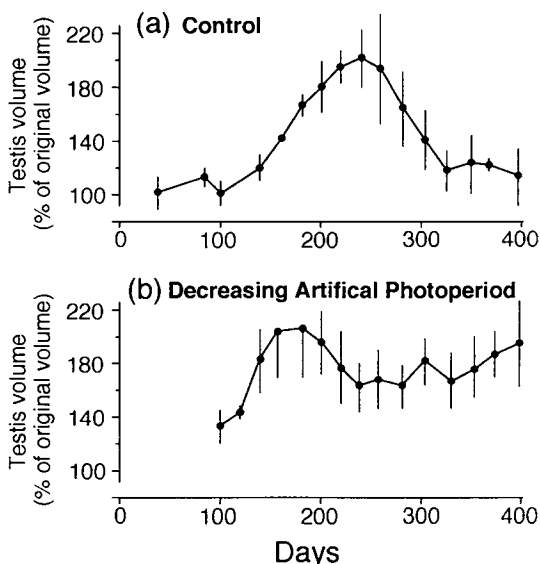 (a) Control
Testis volume
(% of original volume)
220
180
140
100
0 100 200 300 400
(b) Decreasing Artifical Photoperiod
Testis volume
(% of original volume)
220
180
140
100
0 100 200 300 400
Days